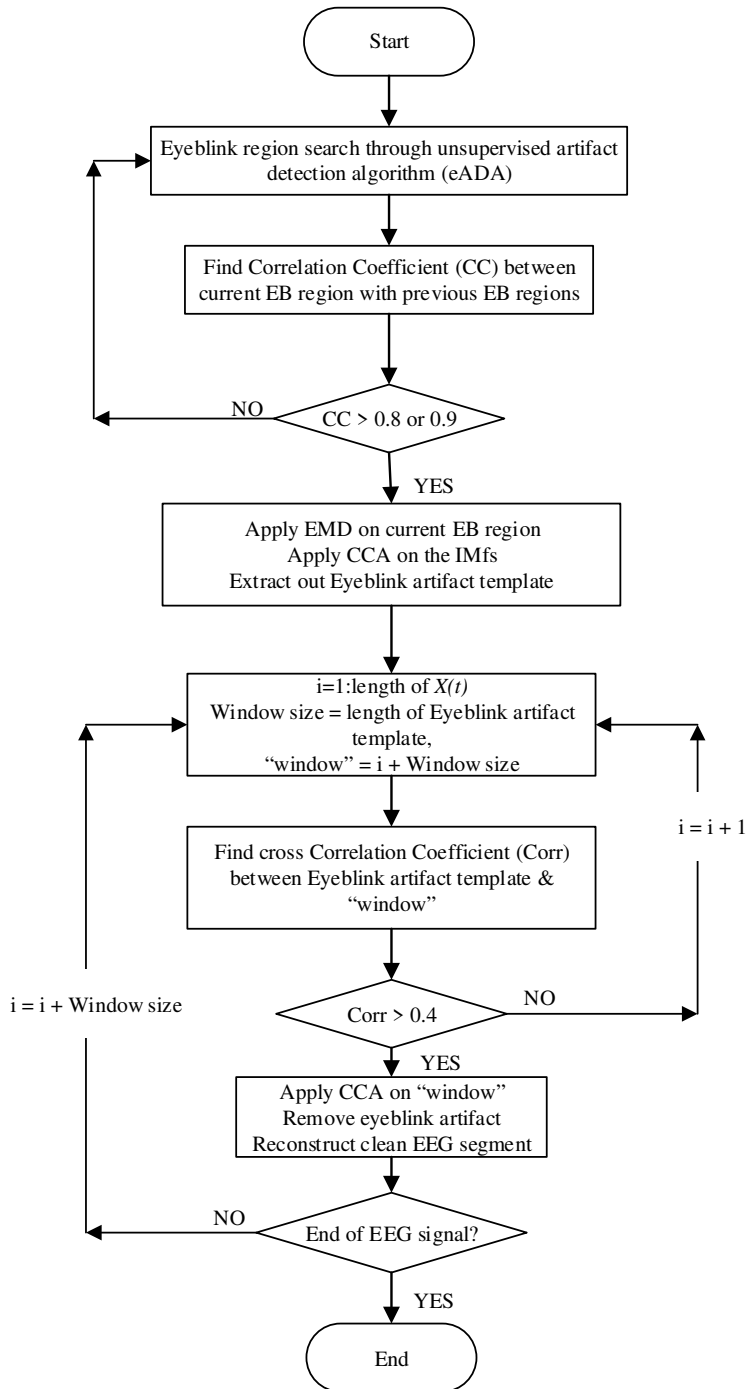 Start
Eyeblink region search through unsupervised artifact
detection algorithm (eADA)
Find Correlation Coefficient (CC) between
current EB region with previous EB regions
NO
CC > 0.8 or 0.9
YES
Apply EMD on current EB region
Apply CCA on the IMfs
Extract out Eyeblink artifact template
i=1:length of X(t)
Window size = length of Eyeblink artifact
template,
“window” = i + Window size
i = i + 1
Find cross Correlation Coefficient (Corr)
between Eyeblink artifact template &
“window”
i = i + Window size
Corr > 0.4
NO
YES
Apply CCA on “window”
Remove eyeblink artifact
Reconstruct clean EEG segment
NO
End of EEG signal?
YES
End